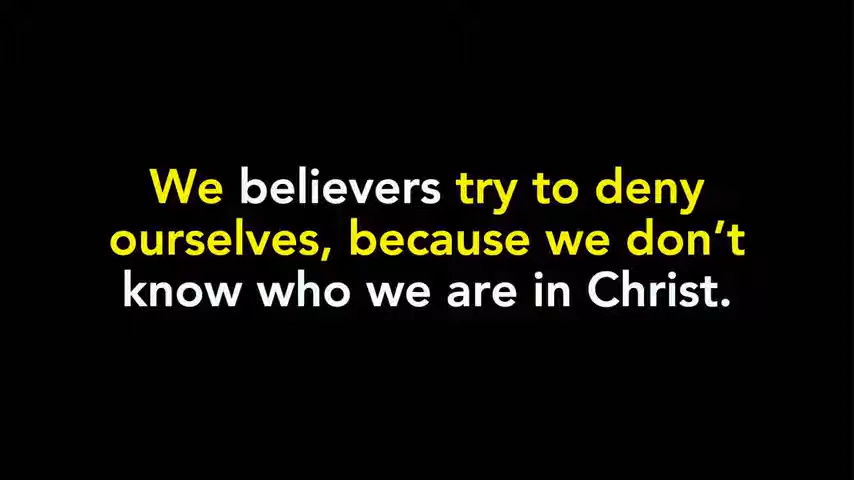 We believers try to deny
ourselves, because we don’t
know who we are in Christ.